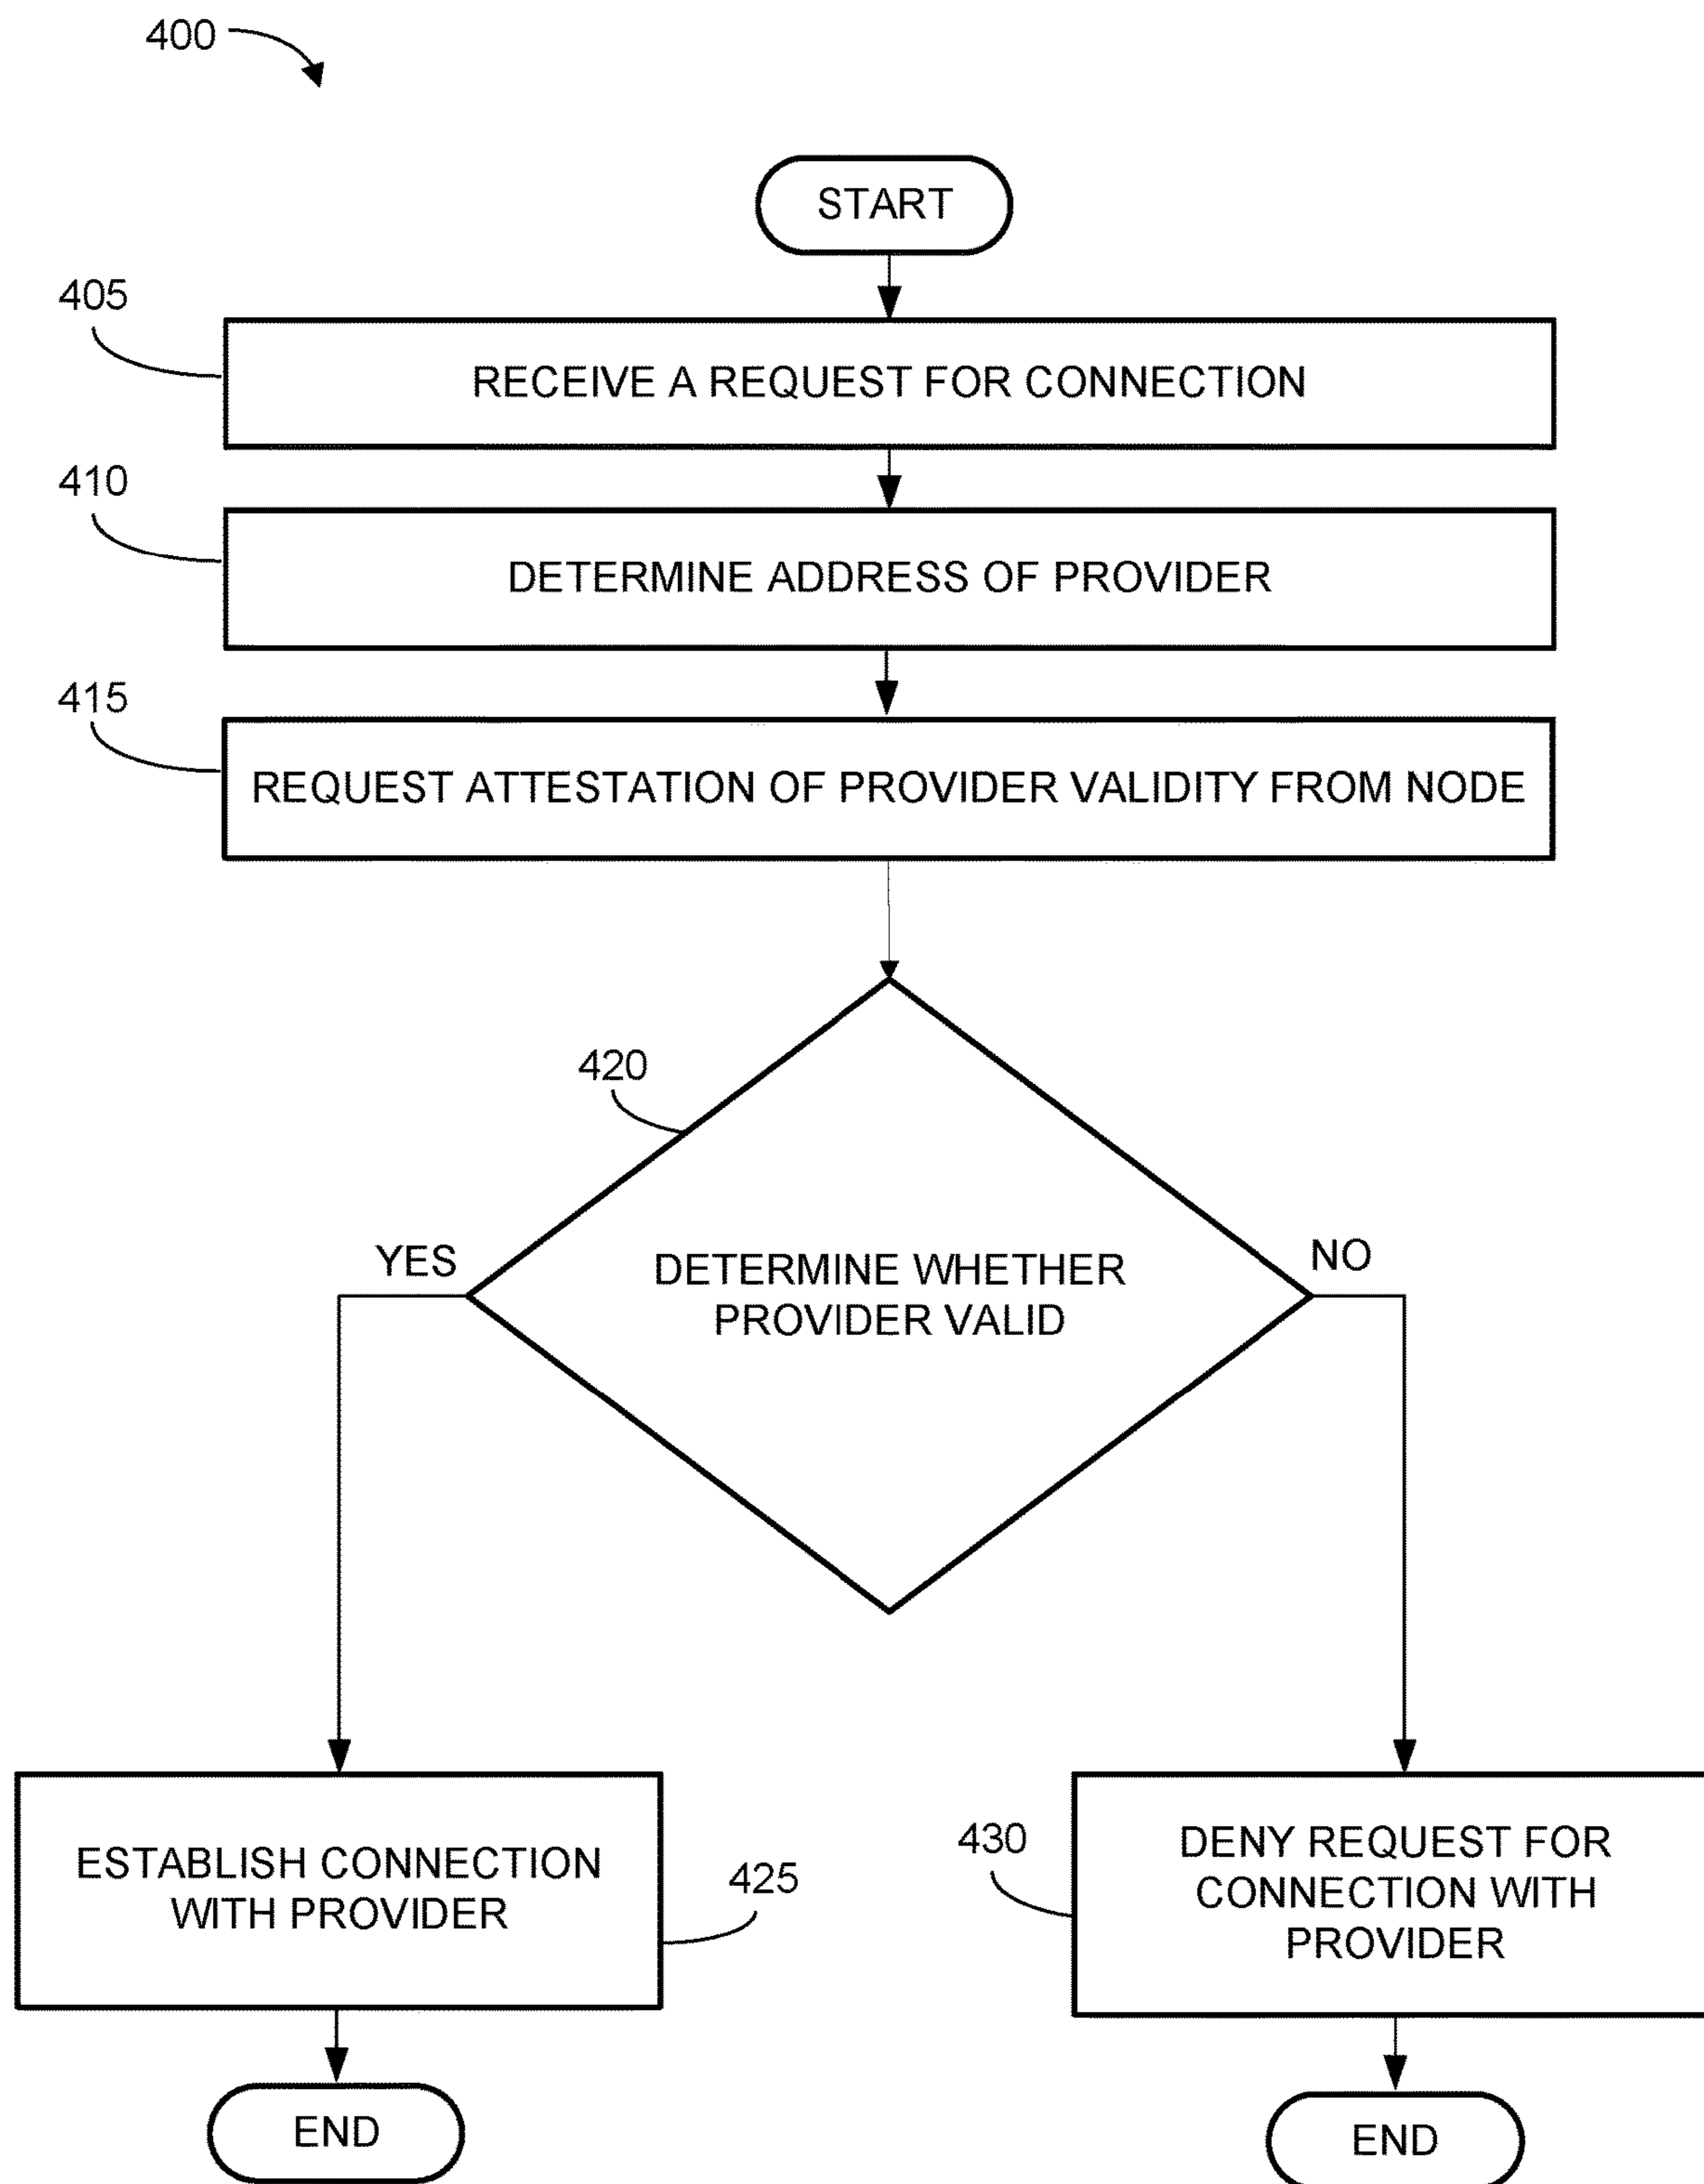 400
START
405
RECEIVE A REQUEST FOR CONNECTION
410
DETERMINE ADDRESS OF PROVIDER
415
REQUEST ATTESTATION OF PROVIDER VALIDITY FROM NODE
420
YES
NO
DETERMINE WHETHER
PROVIDER VALID
ESTABLISH CONNECTION
WITH PROVIDER
425
430
DENY REQUEST FOR
CONNECTION WITH
PROVIDER
END
END